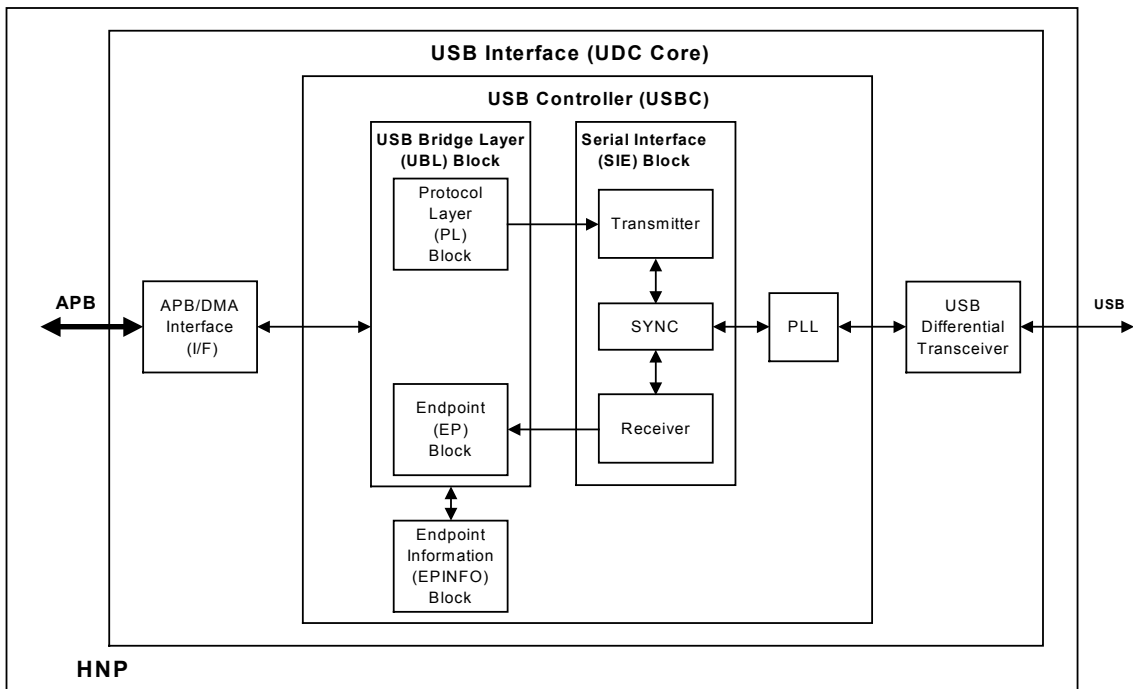 USB Interface (UDC Core)
USB Controller (USBC)
USB Bridge Layer
(UBL) Block
Serial Interface
(SIE) Block
Protocol
Layer
(PL)
Block
Transmitter
APB
APB/DMA
Interface
(I/F)
SYNC
PLL
USB
Differential
Transceiver
USB
Endpoint
(EP)
Block
Receiver
Endpoint
Information
(EPINFO)
Block
HNP